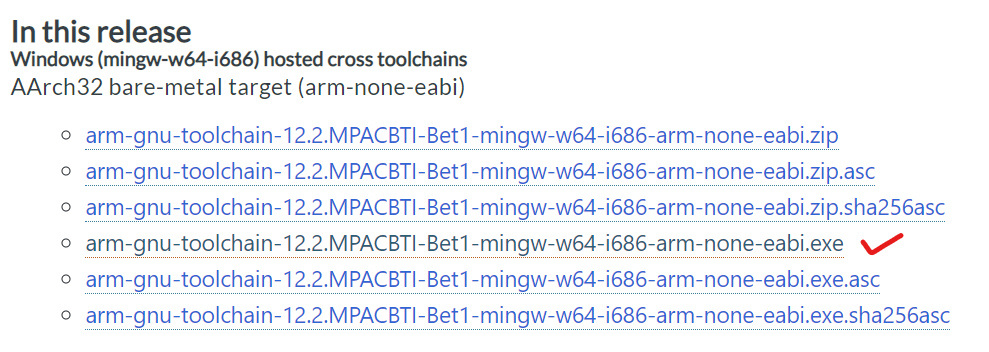 In this release
Windows (mingw-w64-i686) hosted cross toolchains
AArch32 bare-metal target (arm-none-eabi)
arm-gnu-toolchain-12.2.MPACBTI-Bet1-mingw-w64-i686-arm-none-eabi.zip
arm-gnu-toolchain-12.2.MPACBTI-Bet1-mingw-w64-i686-arm-none-eabi.zip.asc
arm-gnu-toolchain-12.2.MPACBTI-Bet1-mingw-w64-i686-arm-none-eabi.zip.sha256asc
arm-gnu-toolchain-12.2.MPACBTI-Bet1-mingw-w64-i686-arm-none-eabi.exe
arm-gnu-toolchain-12.2.MPACBTI-Bet1-mingw-w64-i686-arm-none-eabi.exe.asc
arm-gnu-toolchain-12.2.MPACBTI-Bet1-mingw-w64-i686-arm-none-eabi.exe.sha256asc